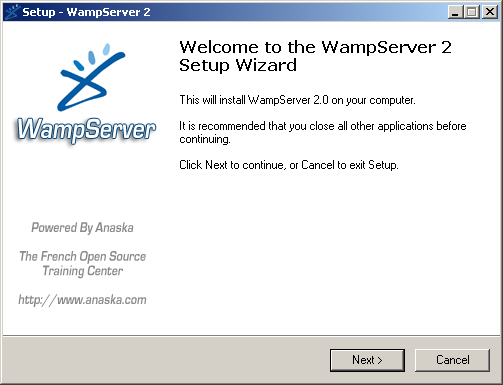 Setup - WampServer 2
Welcome to the WampServer 2
Setup Wizard
This will install WampServer 2.0 on your computer.
It is recommended that you close all other applications before
continuing.
Click Next to continue, or Cancel to exit Setup.
WampServer
Powered By Anaska
The French Open Source
Training Center
http://www.anaska.com
Next >
Cancel